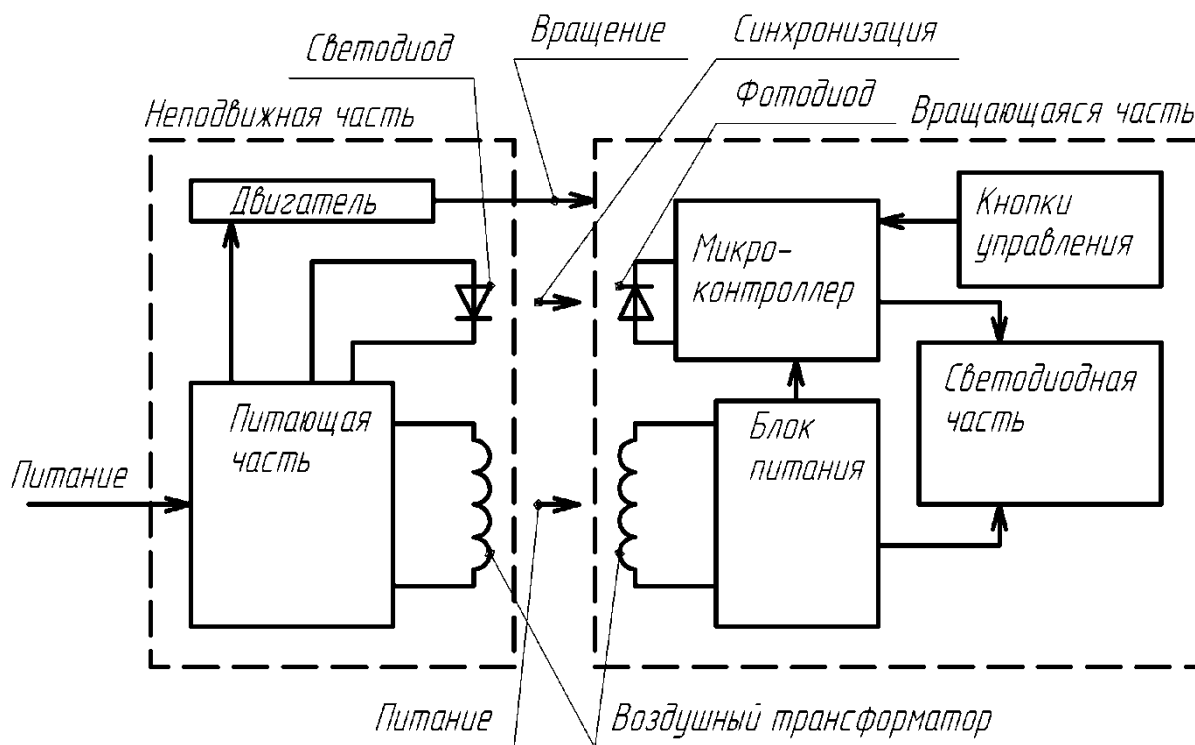 Светодиод
Вращение
Синхронизация
Фотодиод
Неподвижная часть
Вращающаяся часть
Двигатель
Кнопки
управления
Микро-
контроллер
Светодиодная
часть
Питающая
часть
Блок
питания
Питание
Питание
Воздушный трансформатор